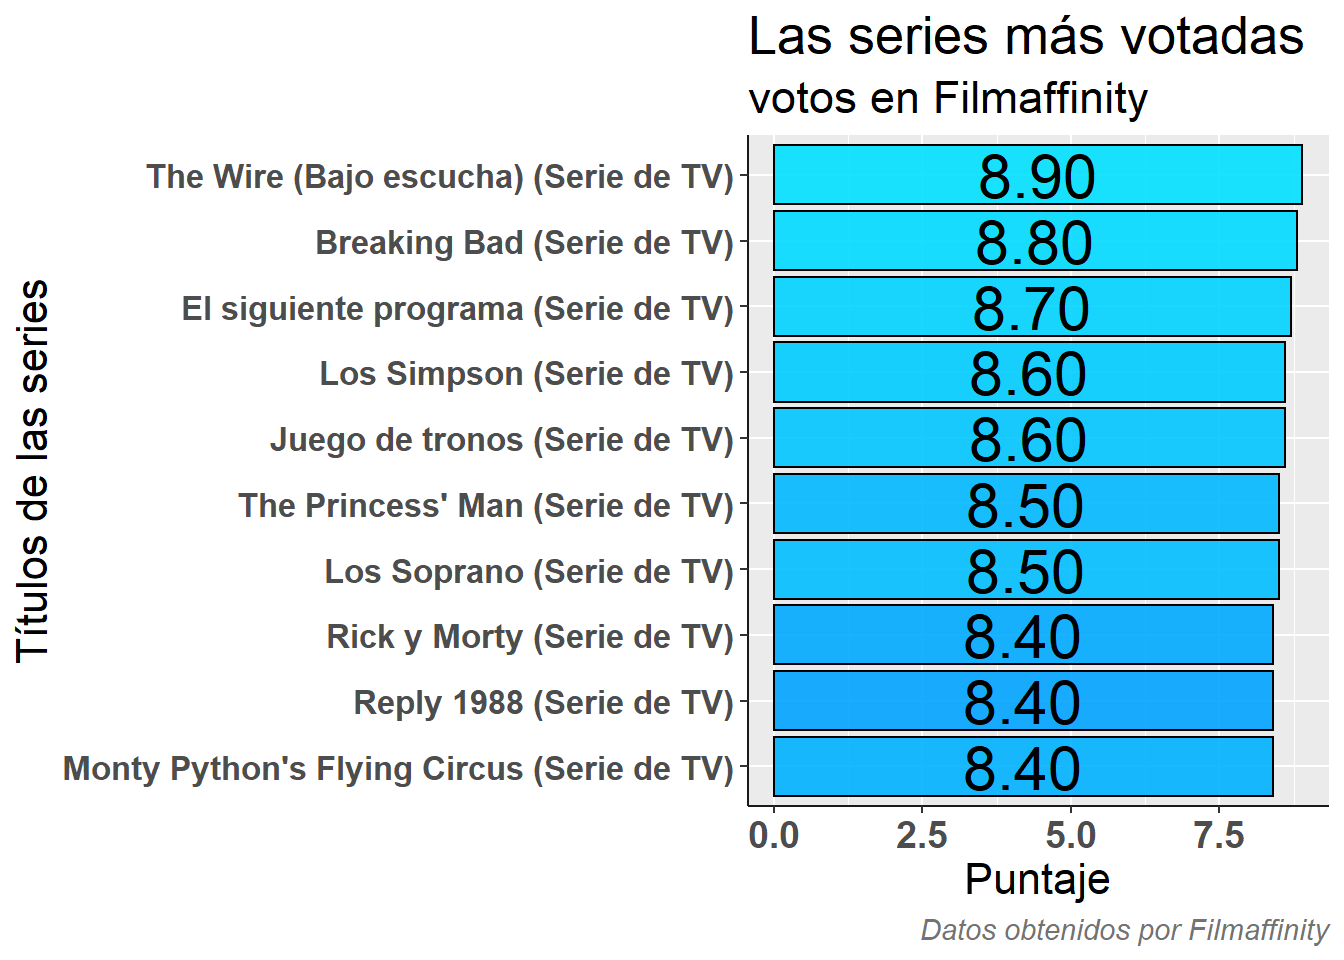 Las series más votadas
votos en Filmaffinity
Títulos de las series
The Wire (Bajo escucha) (Serie de TV) 8.90
Breaking Bad (Serie de TV) 8.80
El siguiente programa (Serie de TV) 8.70
Los Simpson (Serie de TV) 8.60
Juego de tronos (Serie de TV) 8.60
The Princess' Man (Serie de TV) 8.50
Los Soprano (Serie de TV) 8.50
Rick y Morty (Serie de TV) 8.40
Reply 1988 (Serie de TV) 8.40
Monty Python's Flying Circus (Serie de TV) 8.40
0.0 2.5 5.0 7.5
Puntaje
Datos obtenidos por Filmaffinity